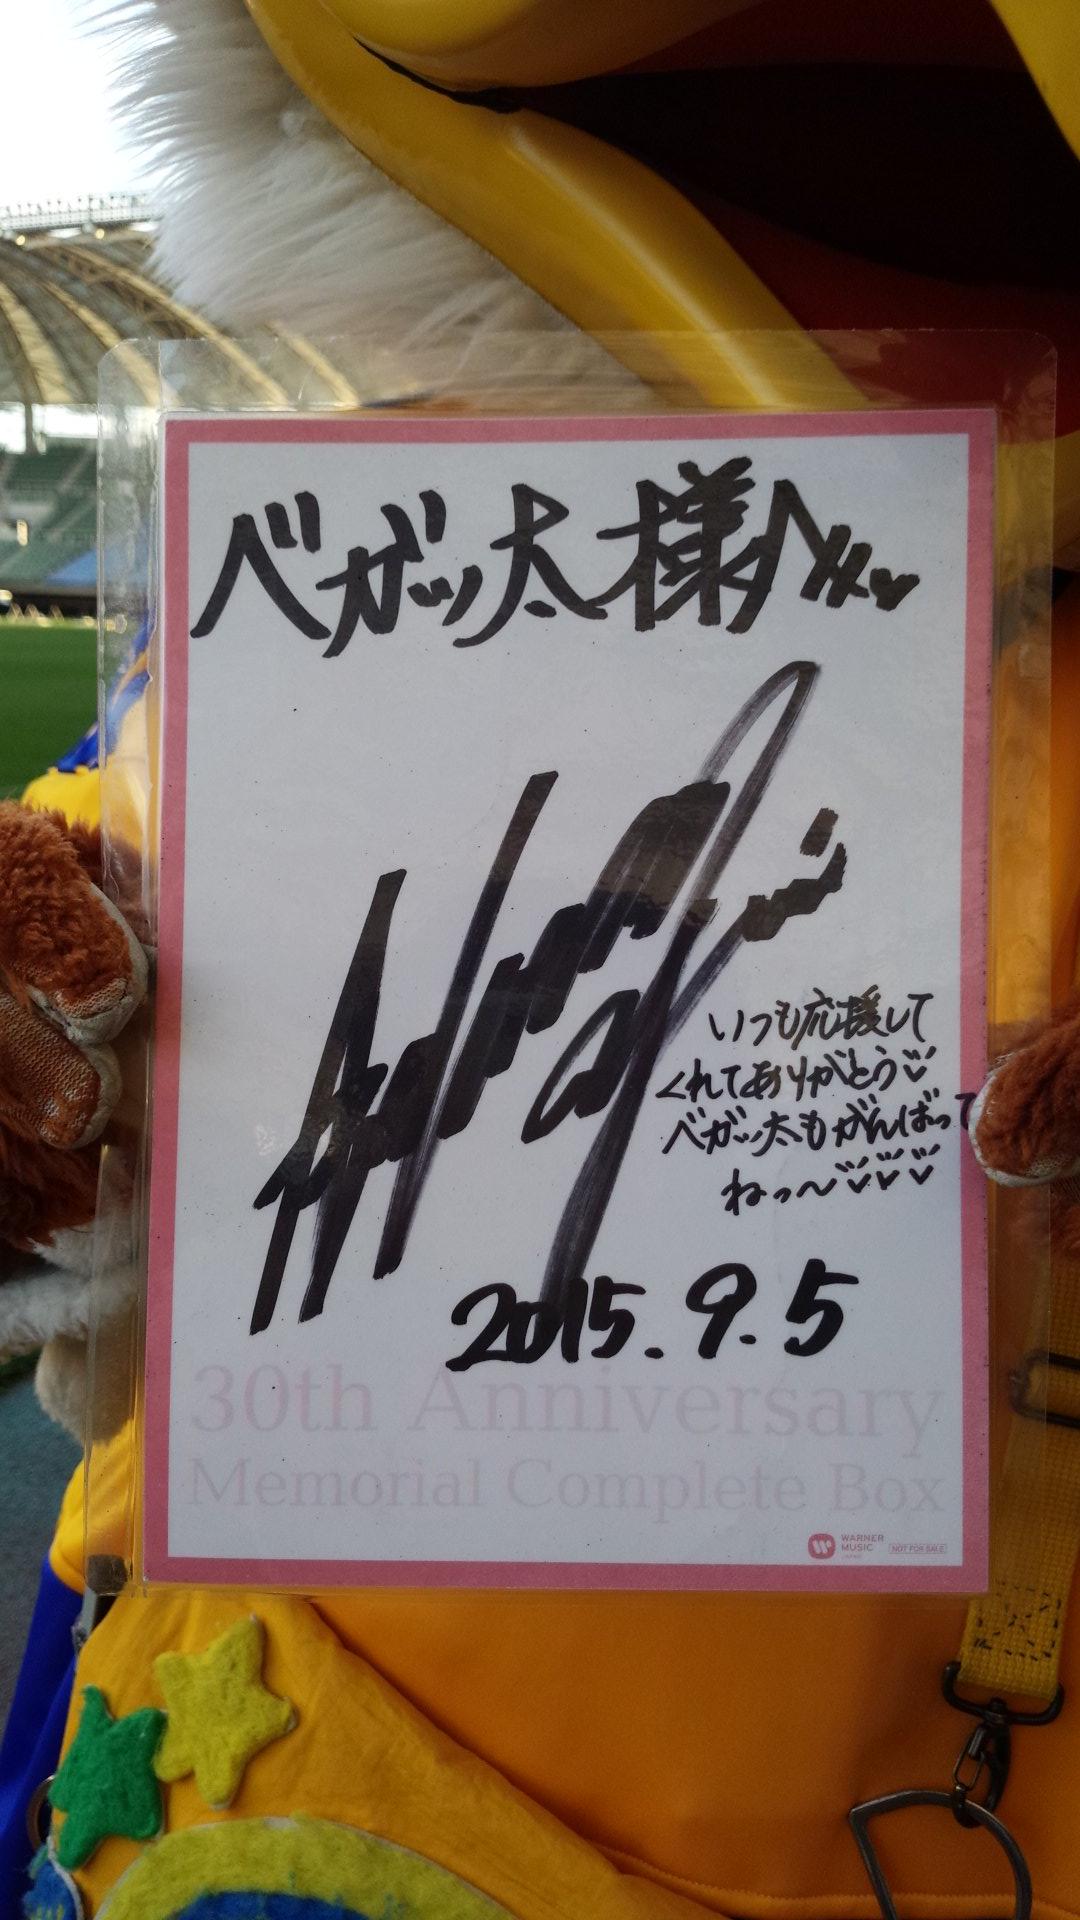 ベガッ太様へ
いつも応援して
くれてありがとう♡
ベガッ太もがんばって
ねっ〜♡♡♡
2015.9.5
30th Anniversary
Memorial Complete Box
WARNER
MUSIC
JAPAN
NOT FOR SALE